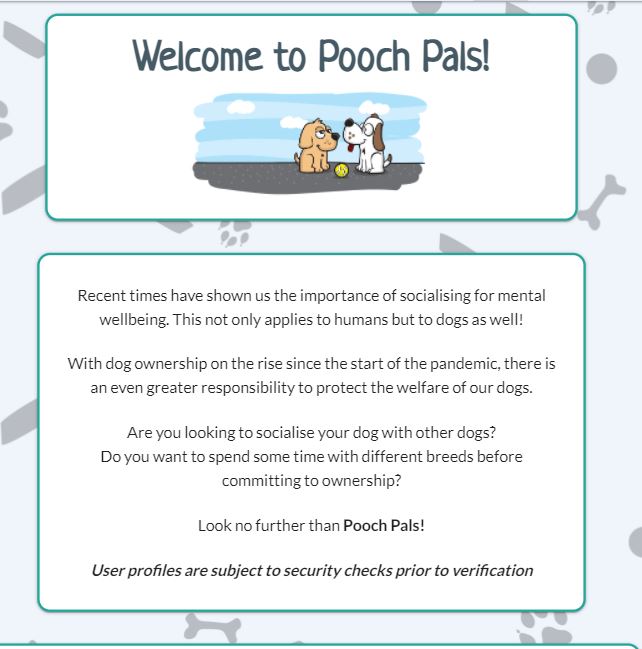 Welcome to Pooch Pals!
Recent times have shown us the importance of socialising for mental
wellbeing. This not only applies to humans but to dogs as well!
With dog ownership on the rise since the start of the pandemic, there is
an even greater responsibility to protect the welfare of our dogs.
Are you looking to socialise your dog with other dogs?
Do you want to spend some time with different breeds before
committing to ownership?
Look no further than Pooch Pals!
User profiles are subject to security checks prior to verification